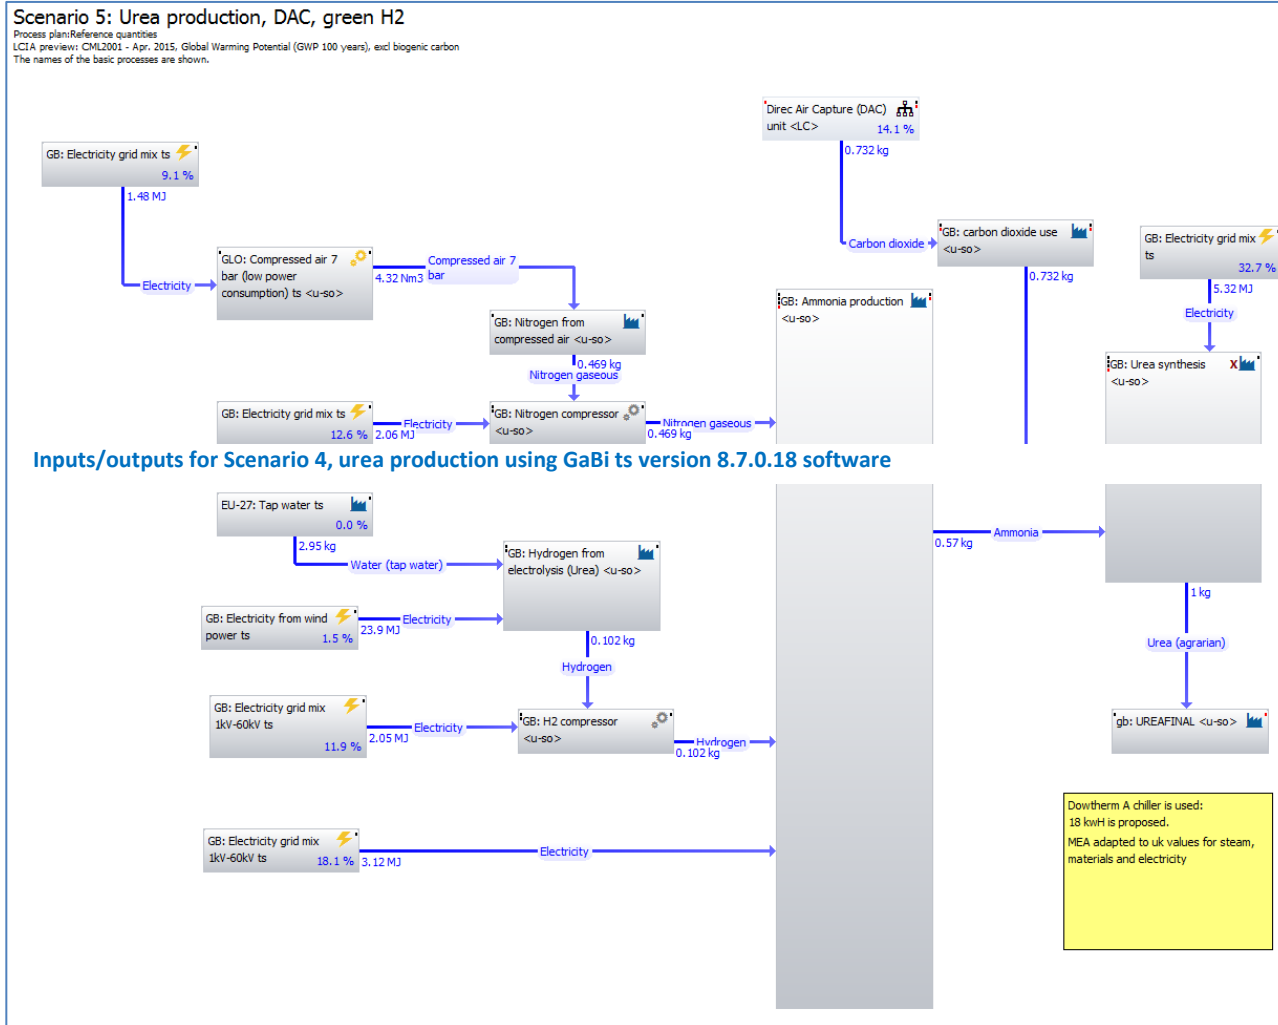 Scenario 5: Urea production, DAC, green H2
Process plan:Reference quantities
LCIA preview: CML2001 - Apr. 2015, Global Warming Potential (GWP 100 years), excl biogenic carbon
The names of the basic processes are shown.
Direc Air Capture (DAC)
unit <LC>
14.1 %
0.732 kg
GB: Electricity grid mix ts
9.1 %
1.48 MJ
Carbon dioxide
GB: carbon dioxide use
<u-so>
0.732 kg
GB: Electricity grid mix
ts
32.7 %
5.32 MJ
Electricity
Electricity
GLO: Compressed air 7
bar (low power
consumption) ts <u-so>
4.32 Nm3
Compressed air 7
bar
GB: Nitrogen from
compressed air <u-so>
0.469 kg
Nitrogen gaseous
GB: Ammonia production
<u-so>
GB: Urea synthesis
X
<u-so>
GB: Electricity grid mix ts
12.6 %
2.06 MJ
Electricity
GB: Nitrogen compressor
<u-so>
Nitrogen gaseous
0.469 kg
Inputs/outputs for Scenario 4, urea production using GaBi ts version 8.7.0.18 software
EU-27: Tap water ts
0.0 %
2.95 kg
Water (tap water)
GB: Hydrogen from
electrolysis (Urea) <u-so>
0.57 kg
Ammonia
GB: Electricity from wind
power ts
1.5 %
23.9 MJ
Electricity
0.102 kg
Hydrogen
1 kg
Urea (agrarian)
GB: Electricity grid mix
1kV-60kV ts
11.9 %
2.05 MJ
Electricity
GB: H2 compressor
<u-so>
Hydrogen
0.102 kg
gb: UREAFINAL <u-so>
GB: Electricity grid mix
1kV-60kV ts
18.1 %
3.12 MJ
Electricity
Dowtherm A chiller is used:
18 kwH is proposed.
MEA adapted to uk values for steam,
materials and electricity